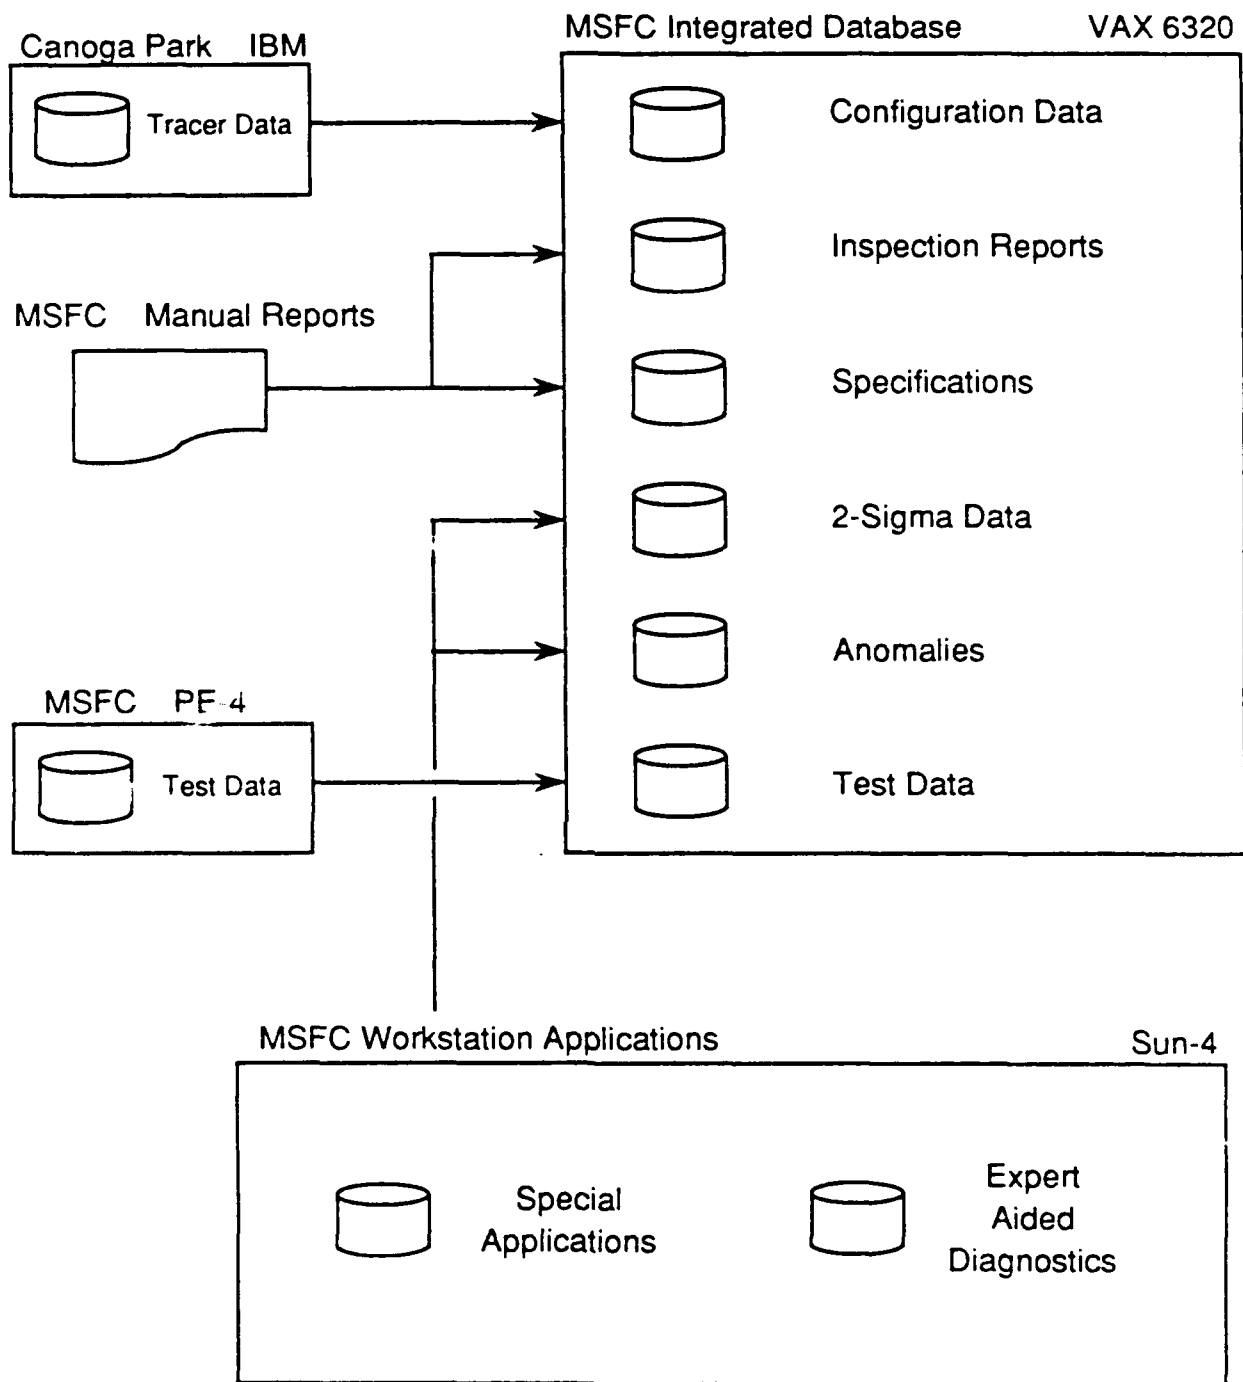 Canoga Park IBM
Tracer Data
MSFC Manual Reports
MSFC PE-4
Test Data
MSFC Integrated Database VAX 6320
Configuration Data
Inspection Reports
Specifications
2-Sigma Data
Anomalies
Test Data
MSFC Workstation Applications Sun-4
Special
Applications
Expert
Aided
Diagnostics